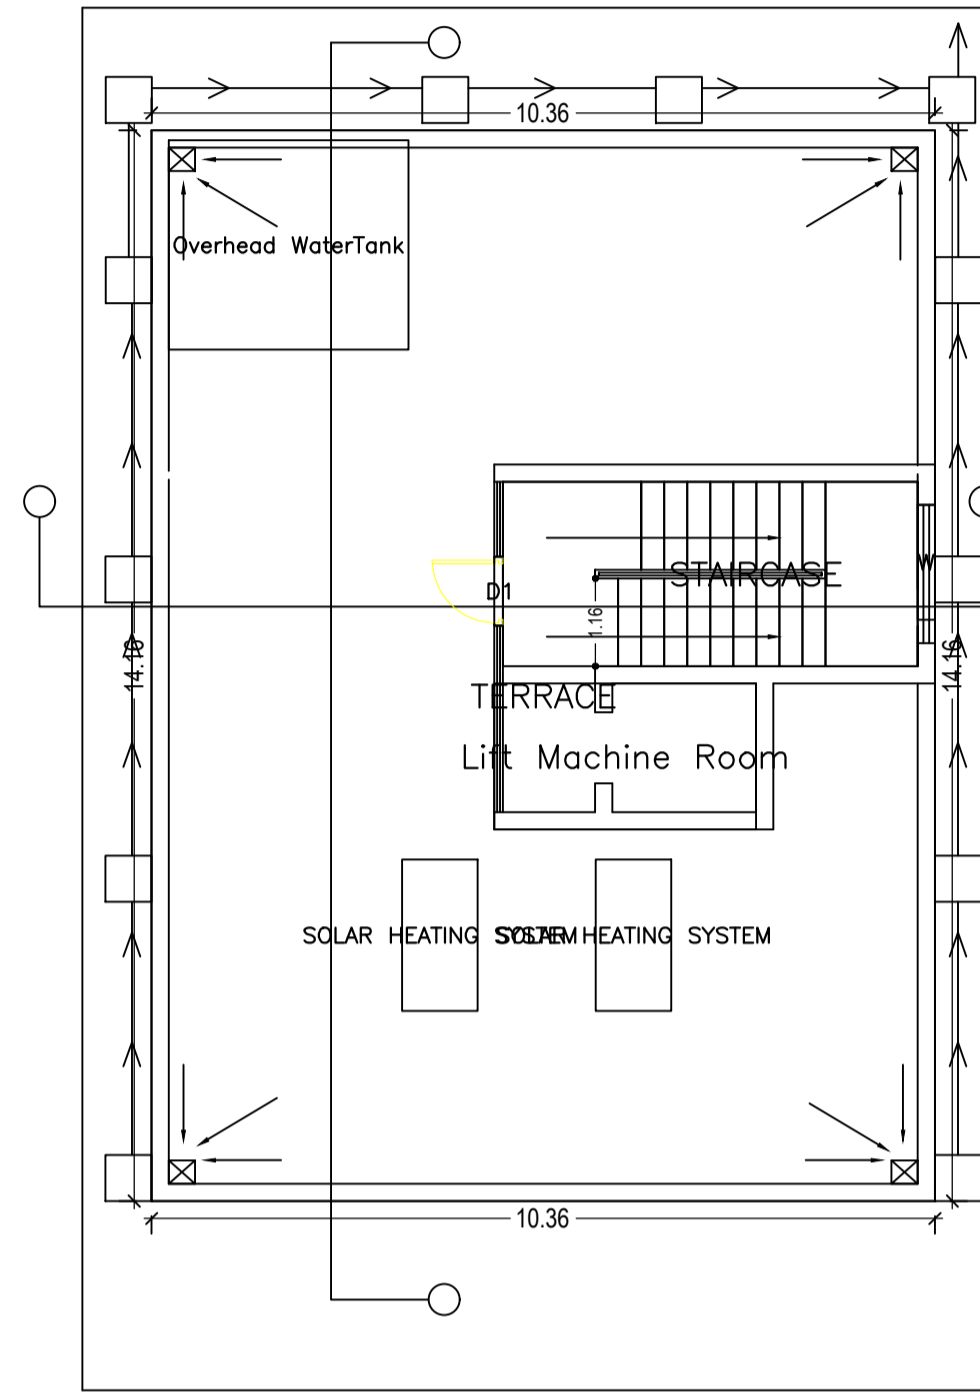 10.36
Overhead WaterTank
STAIRCASE
W
D1
1.16
14.16
14.16
TERRACE
Lift Machine Room
SOLAR HEATING SYSTEM
SOLAR HEATING SYSTEM
10.36